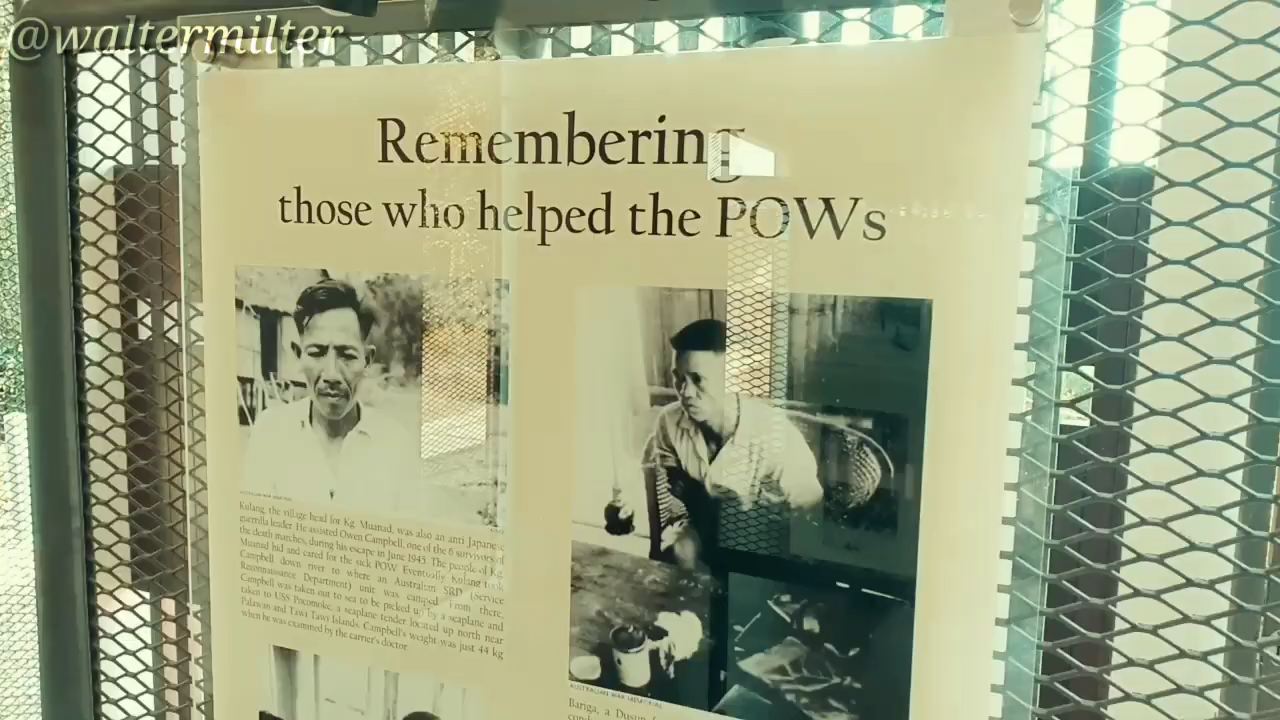 @waltermilter
Remembering
those who helped the POWs
AUSTRALIAN WAR MEMORIAL
Kulang, the village head for Kg. Muanad, was also an anti Japanese
guerrilla leader. He assisted Owen Campbell, one of the 6 survivors of
the death marches, during his escape in June 1945. The people of Kg.
Muanad hid and cared for the sick POW. Eventually Kulang took
Campbell down river to where an Australian SRD (Service
Reconnaissance Department) unit was camped. From there,
Campbell was taken out to sea to be picked up by a seaplane and
taken to USS Pocomoke, a seaplane tender located up north near
Palawan and Tawi Tawi Islands. Campbell's weight was just 44 kg
when he was examined by the carrier's doctor
AUSTRALIAN WAR MEMORIAL
Bariga, a Dusun